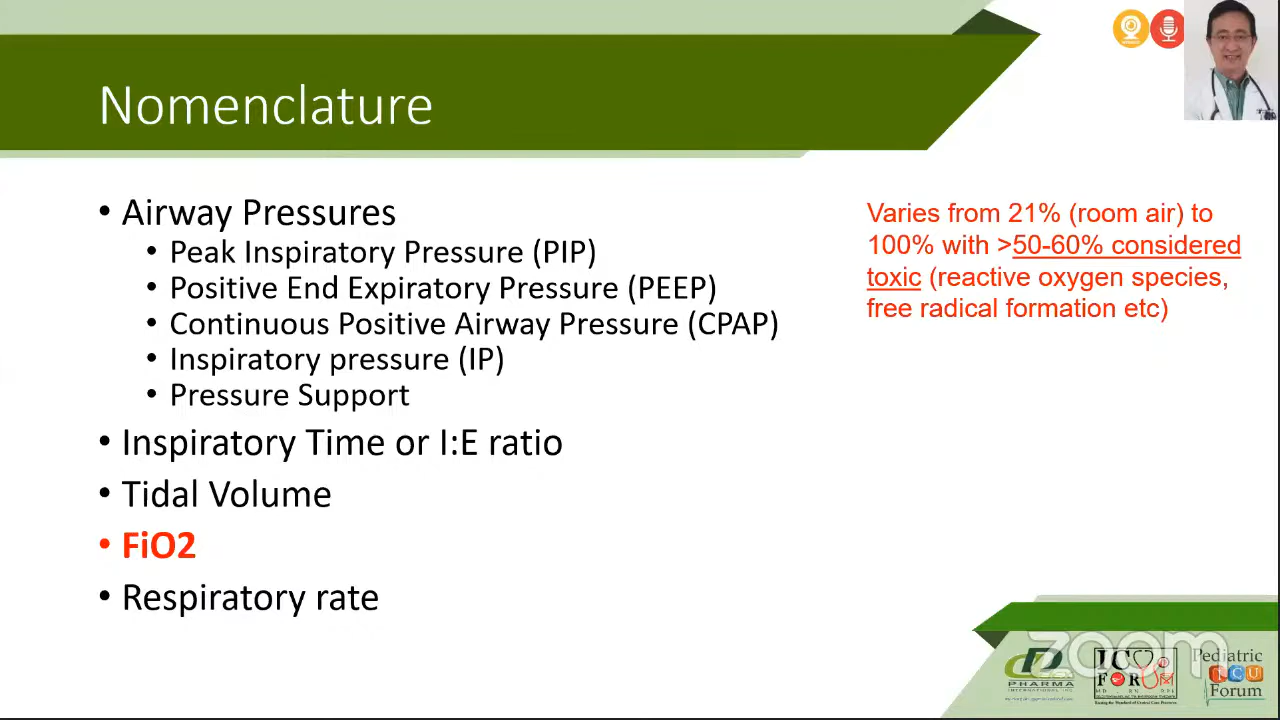 Nomenclature
• Airway Pressures
• Peak Inspiratory Pressure (PIP)
• Positive End Expiratory Pressure (PEEP)
• Continuous Positive Airway Pressure (CPAP)
• Inspiratory pressure (IP)
• Pressure Support
• Inspiratory Time or I:E ratio
• Tidal Volume
• FiO2
• Respiratory rate
Varies from 21% (room air) to
100% with >50-60% considered
toxic (reactive oxygen species,
free radical formation etc)
zoom
PHARMA
IC
FORUM
Pediatric
ICU
Forum